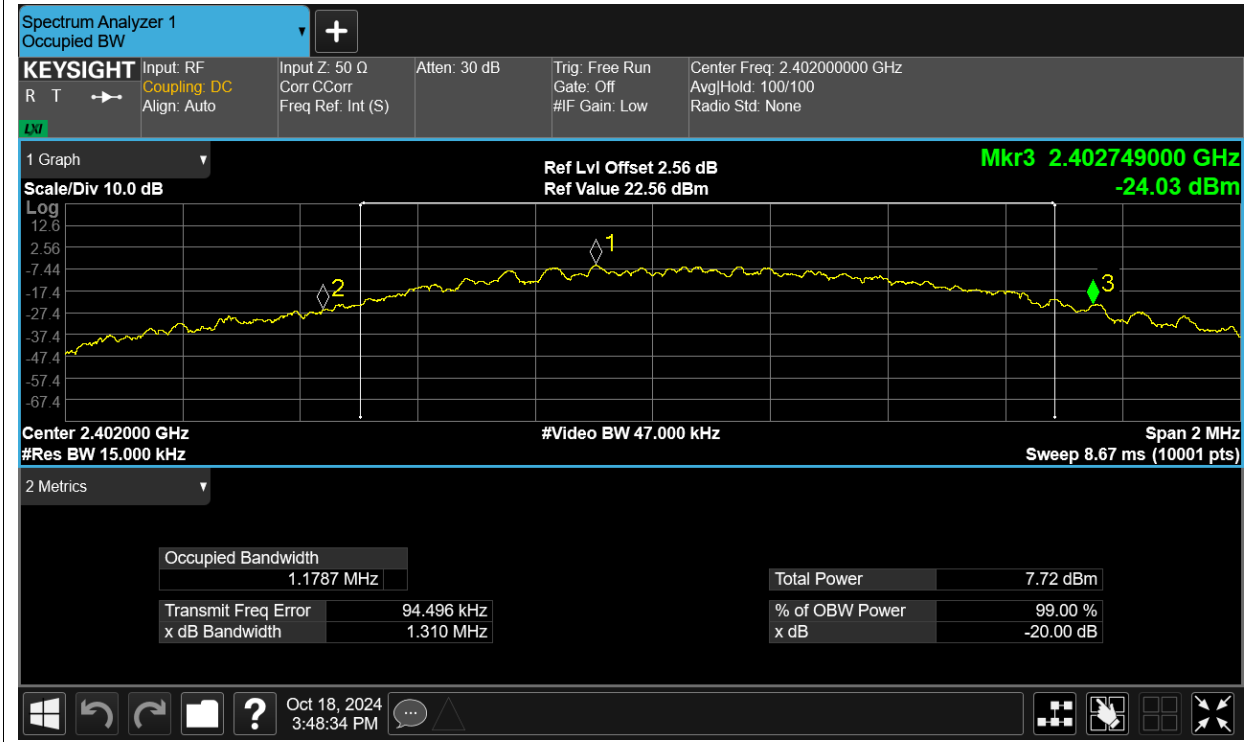 Spectrum Analyzer 1
Occupied BW
KEYSIGHT
R T
LXI
Input: RF
Coupling: DC
Align: Auto
Input Z: 50 Ω
Corr CCorr
Freq Ref: Int (S)
Atten: 30 dB
Trig: Free Run
Gate: Off
#IF Gain: Low
Center Freq: 2.402000000 GHz
Avg|Hold: 100/100
Radio Std: None
1 Graph
Scale/Div 10.0 dB
Ref Lvl Offset 2.56 dB
Ref Value 22.56 dBm
Mkr3 2.402749000 GHz
-24.03 dBm
Log
12.6
2.56
-7.44
-17.4
-27.4
-37.4
-47.4
-57.4
-67.4
1
2
3
Center 2.402000 GHz
#Res BW 15.000 kHz
#Video BW 47.000 kHz
Span 2 MHz
Sweep 8.67 ms (10001 pts)
2 Metrics
Occupied Bandwidth
1.1787 MHz
Transmit Freq Error 94.496 kHz
x dB Bandwidth 1.310 MHz
Total Power 7.72 dBm
% of OBW Power 99.00 %
x dB -20.00 dB
?
Oct 18, 2024
3:48:34 PM